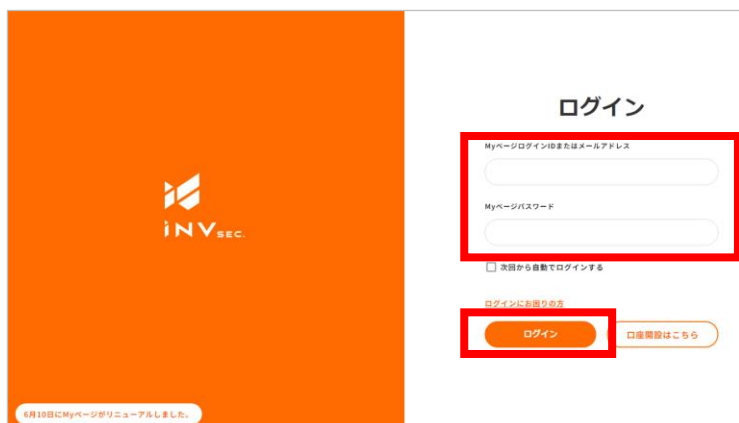 iNVSEC.
6月10日にMyページがリニューアルしました。
ログイン
MyページログインIDまたはメールアドレス
Myページパスワード
次回から自動でログインする
ログインにお困りの方
ログイン
口座開設はこちら